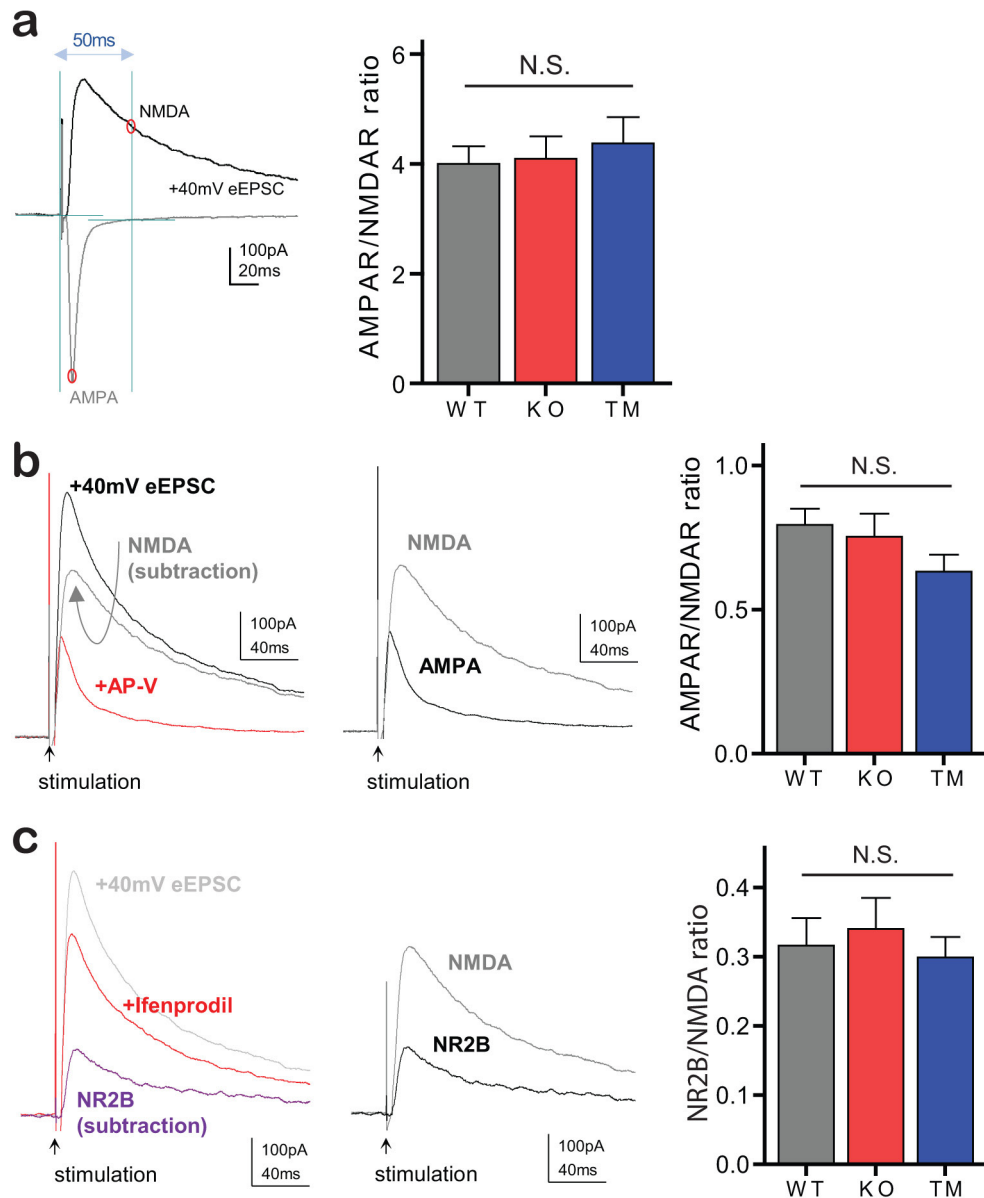 a
50ms
NMDA
+40mV eEPSC
100pA
20ms
AMPA
AMPAR/NMDAR ratio
6
4
2
0
N.S.
WT KO TM
b
+40mV eEPSC
NMDA
(subtraction)
+AP-V
100pA
40ms
stimulation
NMDA
AMPA
100pA
40ms
stimulation
AMPAR/NMDAR ratio
1.0
0.5
0.0
N.S.
WT KO TM
c
+40mV eEPSC
+Ifenprodil
NR2B
(subtraction)
100pA
40ms
stimulation
NMDA
NR2B
100pA
40ms
stimulation
NR2B/NMDA ratio
0.4
0.3
0.2
0.1
0.0
N.S.
WT KO TM